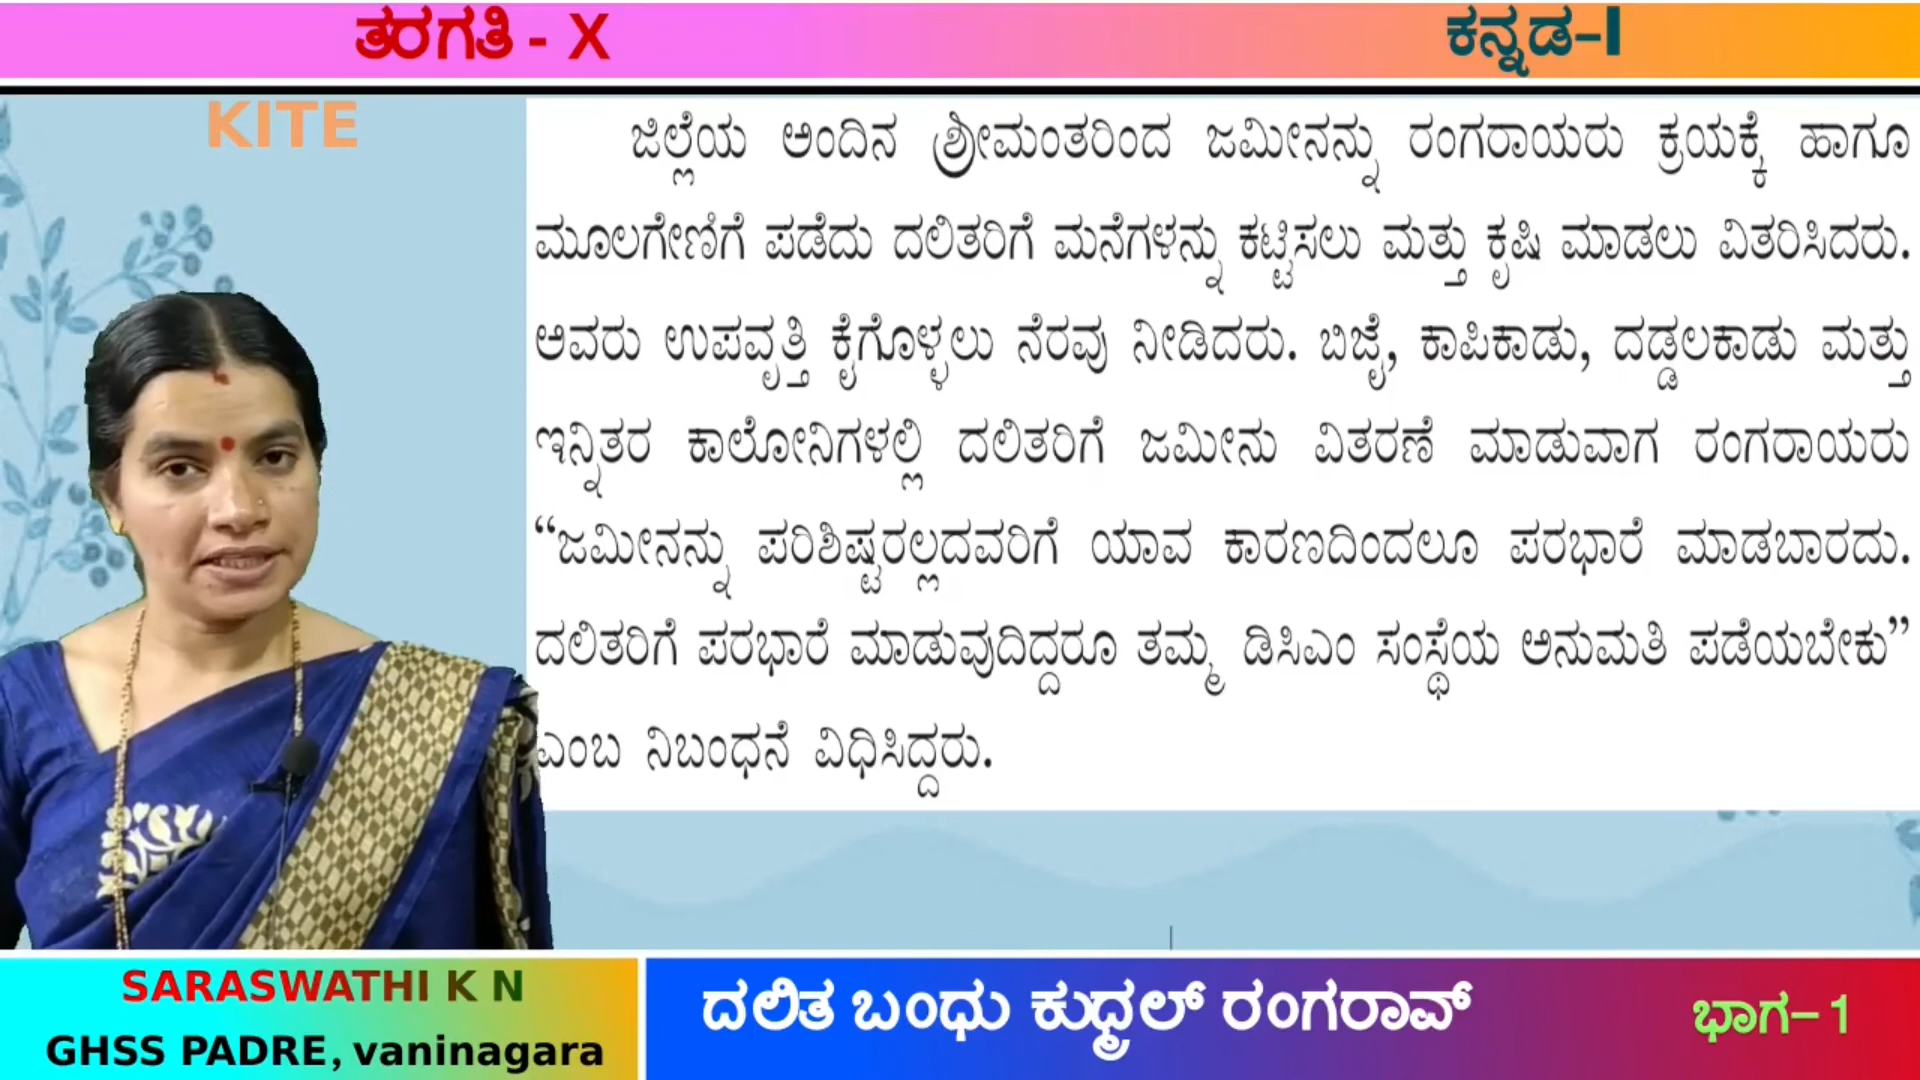 ತರಗತಿ - X
ಕನ್ನಡ-I
KITE
ಜಿಲ್ಲೆಯ ಅಂದಿನ ಶ್ರೀಮಂತರಿಂದ ಜಮೀನನ್ನು ರಂಗರಾಯರು ಕ್ರಯಕ್ಕೆ ಹಾಗೂ
ಮೂಲಗೇಣಿಗೆ ಪಡೆದು ದಲಿತರಿಗೆ ಮನೆಗಳನ್ನು ಕಟ್ಟಿಸಲು ಮತ್ತು ಕೃಷಿ ಮಾಡಲು ವಿತರಿಸಿದರು.
ಅವರು ಉಪವೃತ್ತಿ ಕೈಗೊಳ್ಳಲು ನೆರವು ನೀಡಿದರು. ಬಿಜೈ, ಕಾಪಿಕಾಡು, ದಡ್ಡಲಕಾಡು ಮತ್ತು
ಇನ್ನಿತರ ಕಾಲೋನಿಗಳಲ್ಲಿ ದಲಿತರಿಗೆ ಜಮೀನು ವಿತರಣೆ ಮಾಡುವಾಗ ರಂಗರಾಯರು
“ಜಮೀನನ್ನು ಪರಿಶಿಷ್ಟರಲ್ಲದವರಿಗೆ ಯಾವ ಕಾರಣದಿಂದಲೂ ಪರಭಾರೆ ಮಾಡಬಾರದು.
ದಲಿತರಿಗೆ ಪರಭಾರೆ ಮಾಡುವುದಿದ್ದರೂ ತಮ್ಮ ಡಿಸಿಎಂ ಸಂಸ್ಥೆಯ ಅನುಮತಿ ಪಡೆಯಬೇಕು”
ಎಂಬ ನಿಬಂಧನೆ ವಿಧಿಸಿದ್ದರು.
SARASWATHI K N
GHSS PADRE, vaninagara
ದಲಿತ ಬಂಧು ಕುದ್ಮಲ್ ರಂಗರಾವ್
ಭಾಗ-1